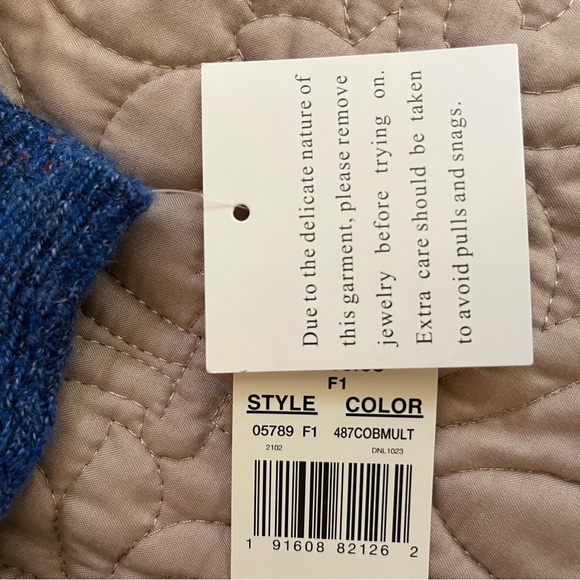 Due to the delicate nature of
this garment, please remove
jewelry before trying on.
Extra care should be taken
to avoid pulls and snags.
F1
STYLE COLOR
05789 F1 487COBMULT
2102 DNL1023
1 91608 82126 2